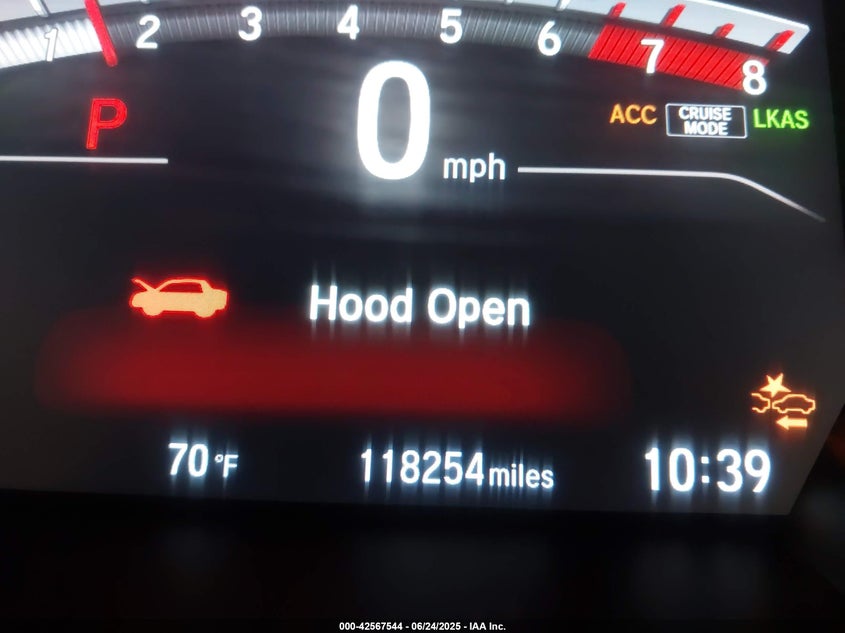 1 2 3 4 5 6 7 8
P
0 mph
ACC CRUISE MODE LKAS
Hood Open
70 °F 118254 miles 10:39
000-42567544 - 06/24/2025 - IAA Inc.